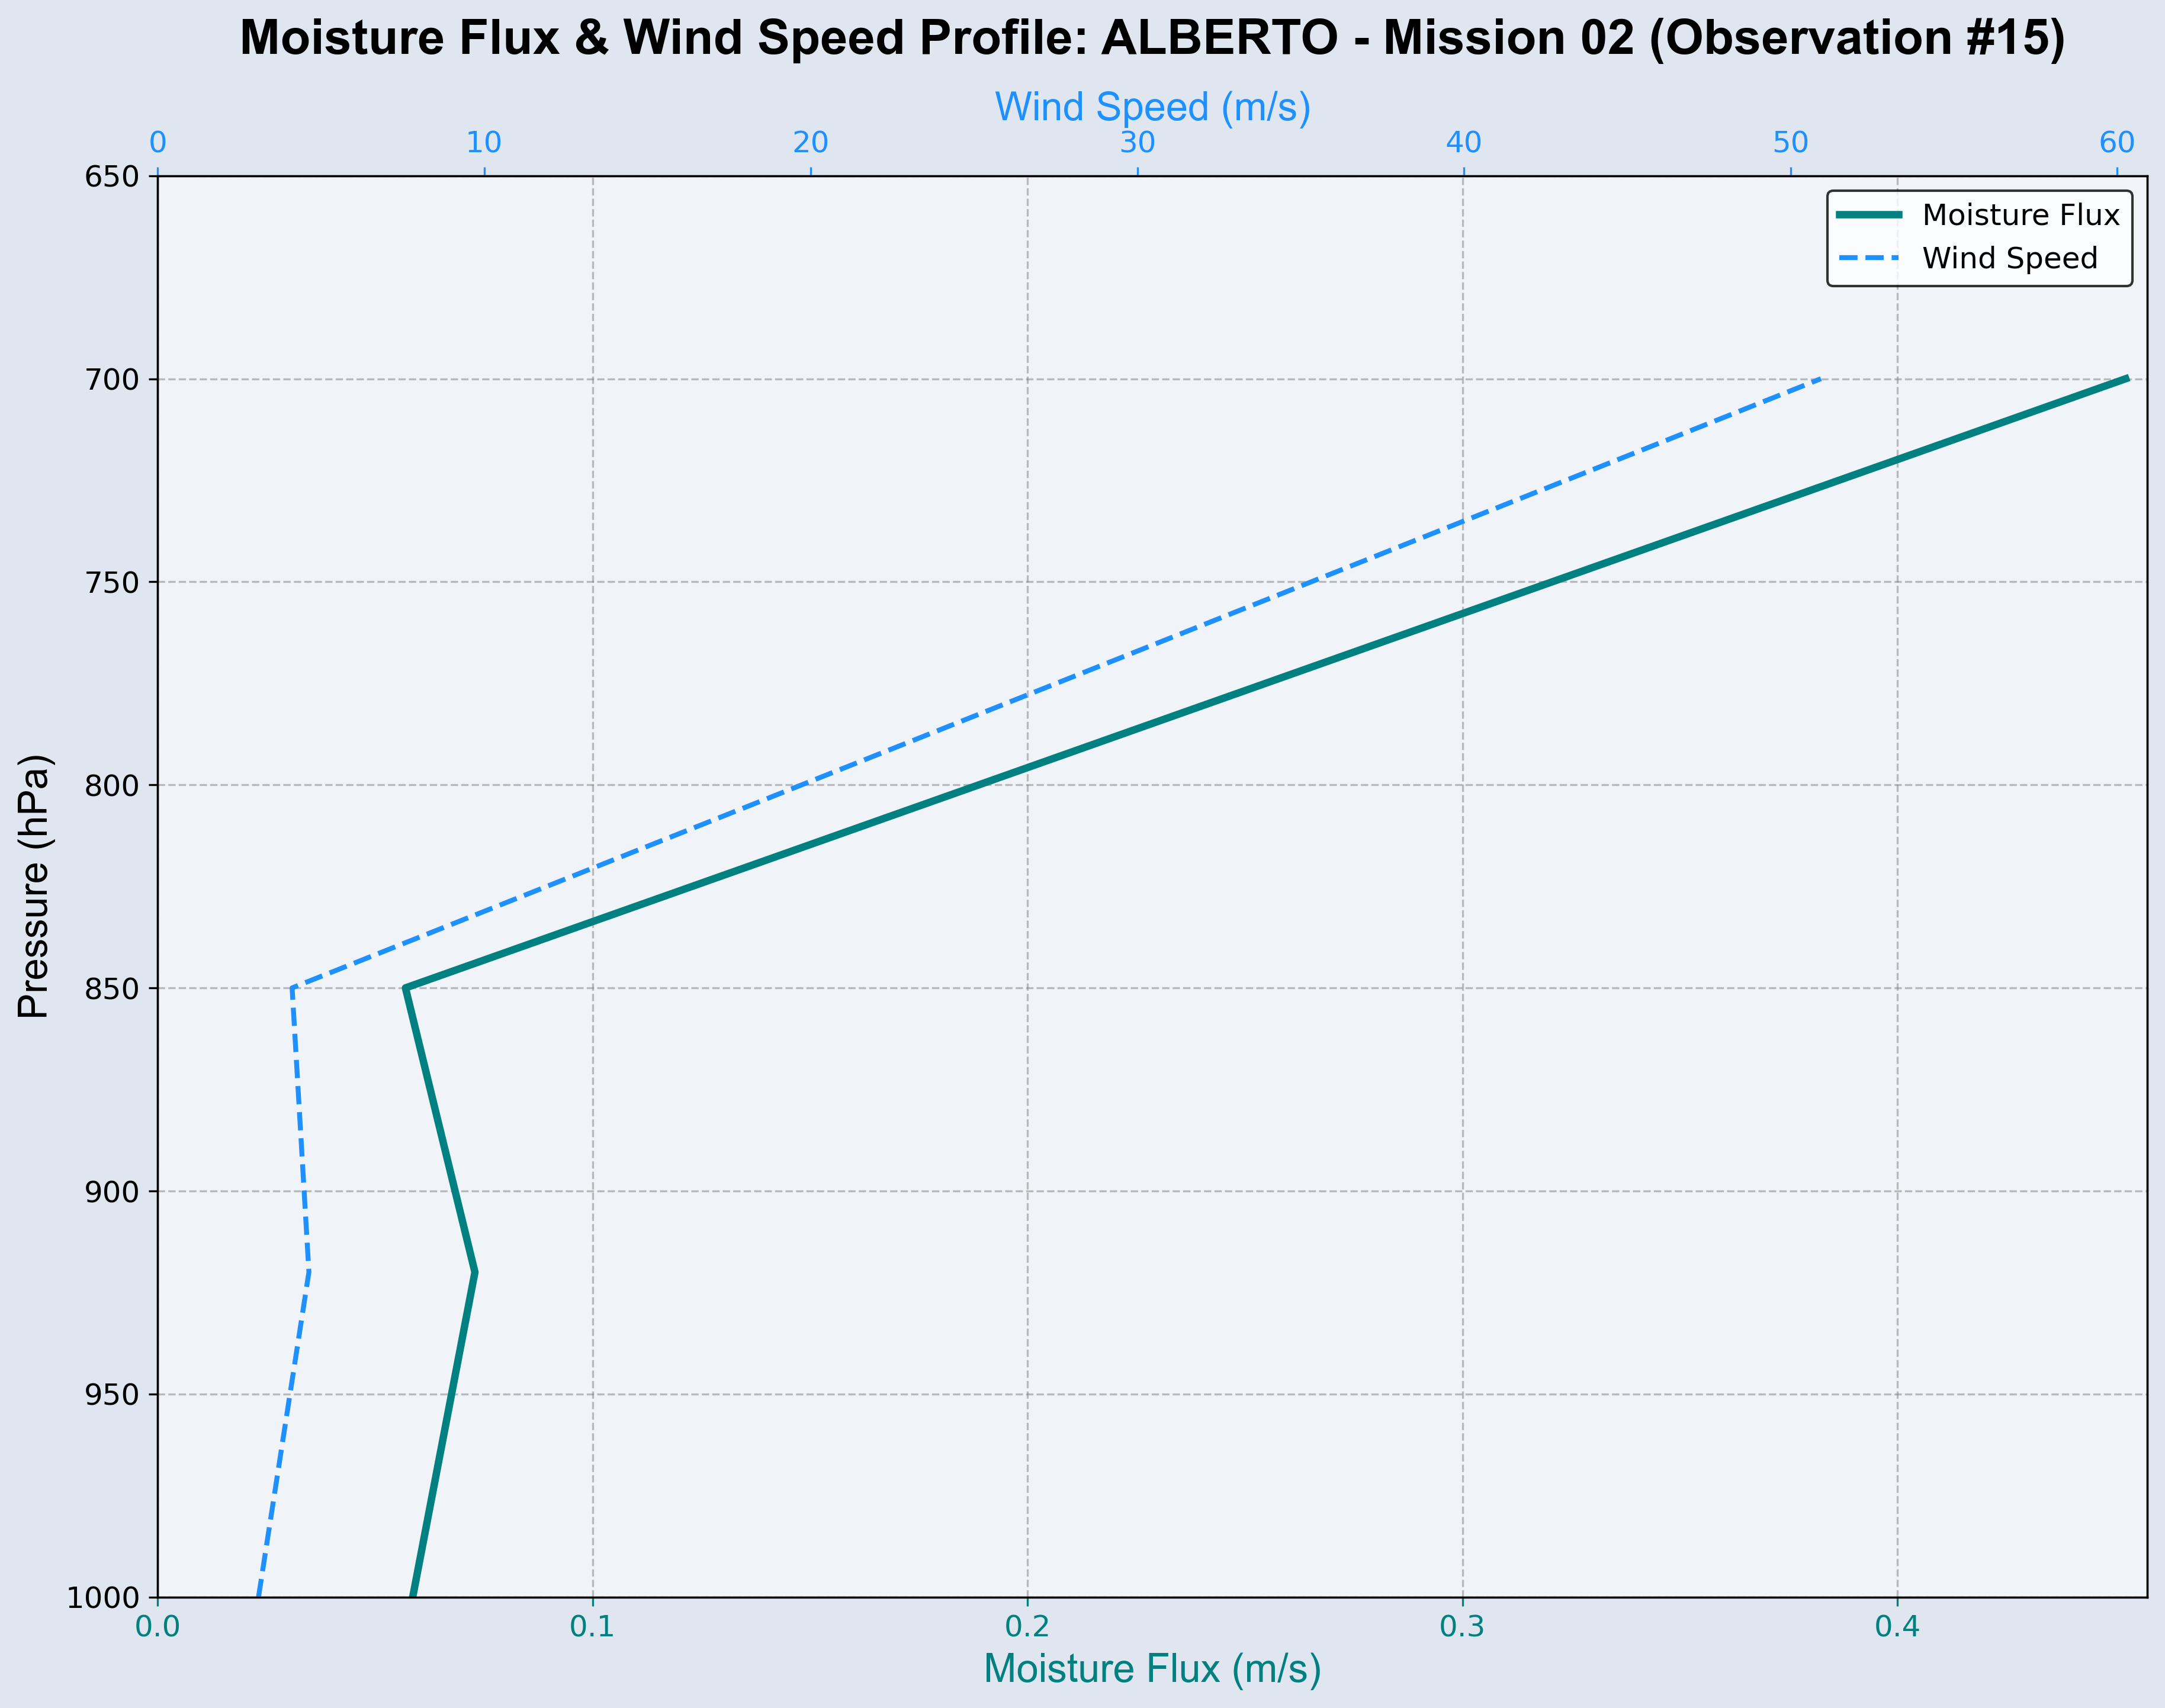 Moisture Flux & Wind Speed Profile: ALBERTO - Mission 02 (Observation #15)
Wind Speed (m/s)
0 10 20 30 40 50 60
Moisture Flux
Wind Speed
Pressure (hPa)
650
700
750
800
850
900
950
1000
0.0 0.1 0.2 0.3 0.4
Moisture Flux (m/s)